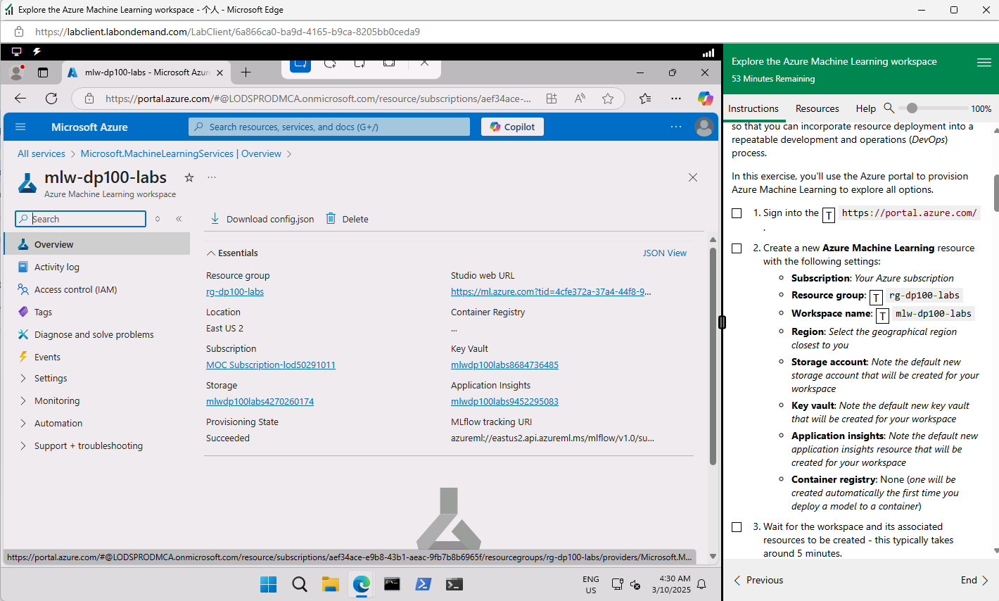 Explore the Azure Machine Learning workspace - 个人 - Microsoft Edge
https://labclient.labondemand.com/LabClient/6a866ca0-ba9d-4165-b9ca-8205bb0ceda9
mlw-dp100-labs - Microsoft Azure
https://portal.azure.com/#@LODSPRODMCA.onmicrosoft.com/resource/subscriptions/aef34ace-...
Microsoft Azure
Search resources, services, and docs (G+/)
Copilot
All services > Microsoft.MachineLearningServices | Overview >
mlw-dp100-labs
Azure Machine Learning workspace
Search
Download config.json
Delete
Overview
Activity log
Access control (IAM)
Tags
Diagnose and solve problems
Events
Settings
Monitoring
Automation
Support + troubleshooting
Essentials
JSON View
Resource group
rg-dp100-labs
Location
East US 2
Subscription
MOC Subscription-lod50291011
Storage
mlwdp100labs4270260174
Provisioning State
Succeeded
Studio web URL
https://ml.azure.com?tid=4cfe372a-37a4-44f8-9...
Container Registry
...
Key Vault
mlwdp100labs8684736485
Application Insights
mlwdp100labs9452295083
MLflow tracking URI
azureml://eastus2.api.azureml.ms/mlflow/v1.0/su...
https://portal.azure.com/#@LODSPRODMCA.onmicrosoft.com/resource/subscriptions/aef34ace-e9b8-43b1-aeac-9fb7b8b6965f/resourcegroups/rg-dp100-labs/providers/Microsoft.M...
ENG
US
4:30 AM
3/10/2025
Explore the Azure Machine Learning workspace
53 Minutes Remaining
Instructions
Resources
Help
100%
so that you can incorporate resource deployment into a
repeatable development and operations (DevOps)
process.
In this exercise, you'll use the Azure portal to provision
Azure Machine Learning to explore all options.
1. Sign into the T https://portal.azure.com/
.
2. Create a new Azure Machine Learning resource
with the following settings:
Subscription: Your Azure subscription
Resource group: T rg-dp100-labs
Workspace name: T mlw-dp100-labs
Region: Select the geographical region
closest to you
Storage account: Note the default new
storage account that will be created for your
workspace
Key vault: Note the default new key vault
that will be created for your workspace
Application insights: Note the default new
application insights resource that will be
created for your workspace
Container registry: None (one will be
created automatically the first time you
deploy a model to a container)
3. Wait for the workspace and its associated
resources to be created - this typically takes
around 5 minutes.
Previous
End